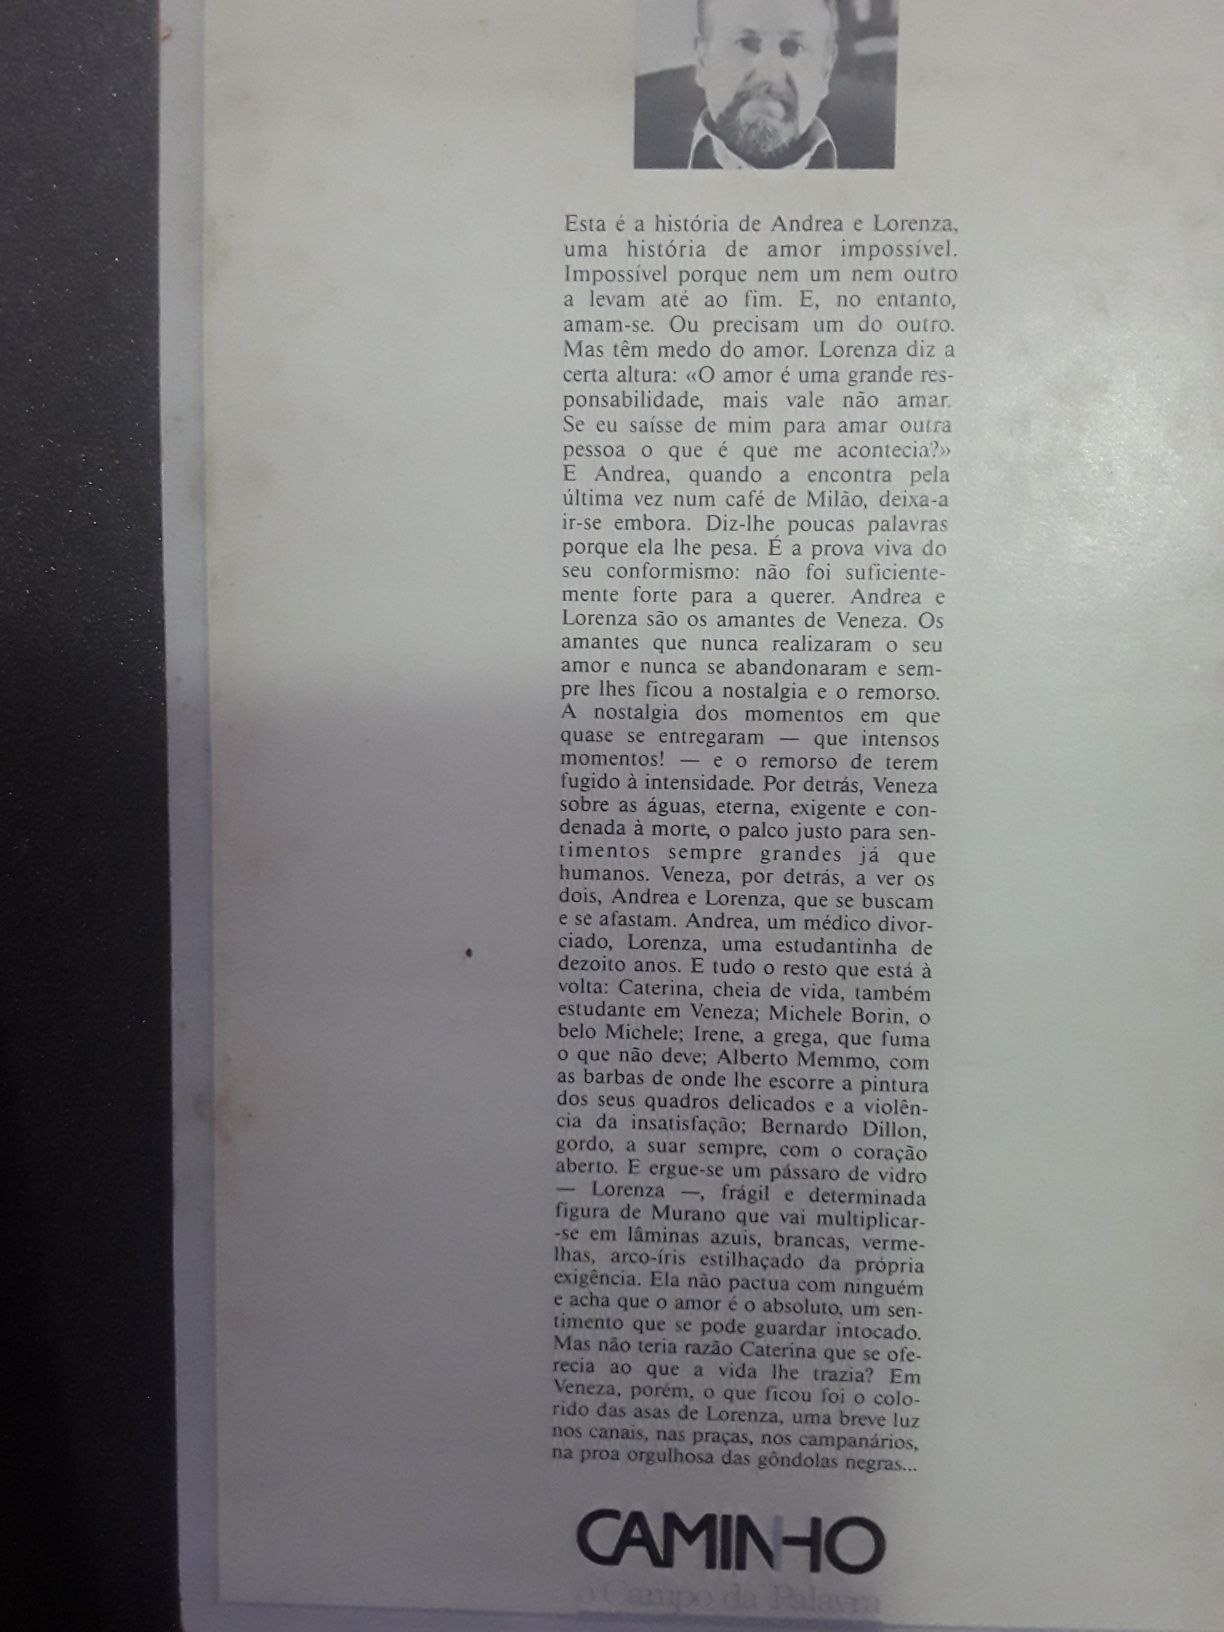 Esta é a história de Andrea e Lorenza,
uma história de amor impossível.
Impossível porque nem um nem outro
a levam até ao fim. E, no entanto,
amam-se. Ou precisam um do outro.
Mas têm medo do amor. Lorenza diz a
certa altura: «O amor é uma grande res-
ponsabilidade, mais vale não amar.
Se eu saísse de mim para amar outra
pessoa o que é que me acontecia?»
E Andrea, quando a encontra pela
última vez num café de Milão, deixa-a
ir-se embora. Diz-lhe poucas palavras
porque ela lhe pesa. É a prova viva do
seu conformismo: não foi suficiente-
mente forte para a querer. Andrea e
Lorenza são os amantes de Veneza. Os
amantes que nunca realizaram o seu
amor e nunca se abandonaram e sem-
pre lhes ficou a nostalgia e o remorso.
A nostalgia dos momentos em que
quase se entregaram — que intensos
momentos! — e o remorso de terem
fugido à intensidade. Por detrás, Veneza
sobre as águas, eterna, exigente e con-
denada à morte, o palco justo para sen-
timentos sempre grandes já que
humanos. Veneza, por detrás, a ver os
dois, Andrea e Lorenza, que se buscam
e se afastam. Andrea, um médico divor-
ciado, Lorenza, uma estudantinha de
dezoito anos. E tudo o resto que está à
volta: Caterina, cheia de vida, também
estudante em Veneza; Michele Borin, o
belo Michele; Irene, a grega, que fuma
o que não deve; Alberto Memmo, com
as barbas de onde lhe escorre a pintura
dos seus quadros delicados e a violên-
cia da insatisfação; Bernardo Dillon,
gordo, a suar sempre, com o coração
aberto. E ergue-se um pássaro de vidro
— Lorenza —, frágil e determinada
figura de Murano que vai multiplicar-
-se em lâminas azuis, brancas, verme-
lhas, arco-íris estilhaçado da própria
exigência. Ela não pactua com ninguém
e acha que o amor é o absoluto, um sen-
timento que se pode guardar intocado.
Mas não teria razão Caterina que se ofe-
recia ao que a vida lhe trazia? Em
Veneza, porém, o que ficou foi o colo-
rido das asas de Lorenza, uma breve luz
nos canais, nas praças, nos campanários,
na proa orgulhosa das gôndolas negras...
CAMINHO
o Campo da Palavra